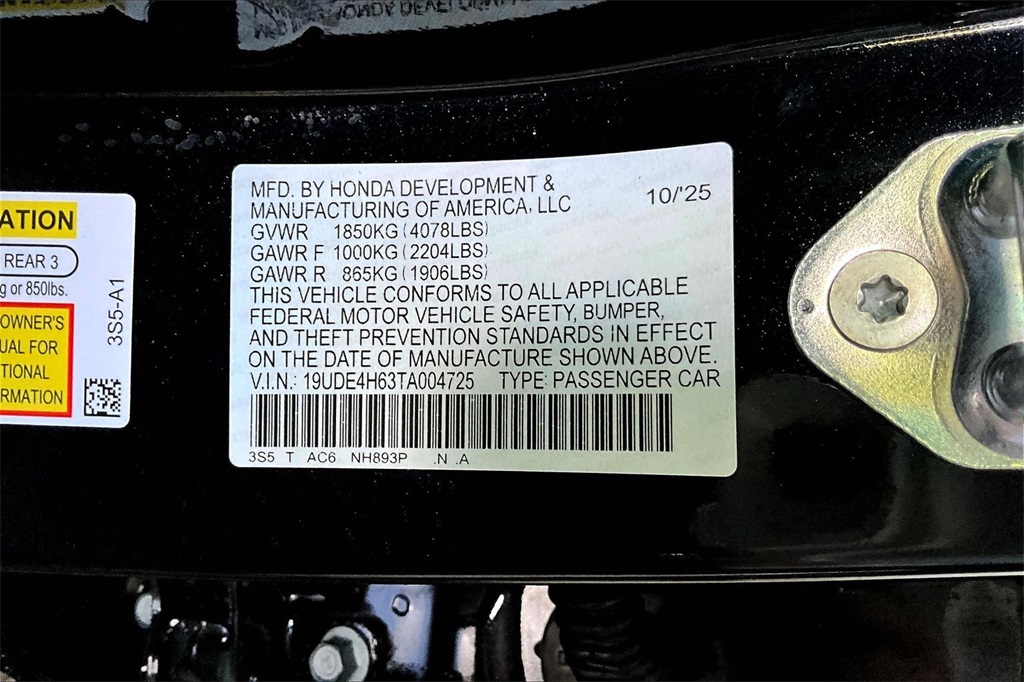 MFD. BY HONDA DEVELOPMENT &
MANUFACTURING OF AMERICA, LLC
10/'25
GVWR 1850KG (4078LBS)
GAWR F 1000KG (2204LBS)
GAWR R 865KG (1906LBS)
THIS VEHICLE CONFORMS TO ALL APPLICABLE
FEDERAL MOTOR VEHICLE SAFETY, BUMPER,
AND THEFT PREVENTION STANDARDS IN EFFECT
ON THE DATE OF MANUFACTURE SHOWN ABOVE.
V.I.N.: 19UDE4H63TA004725 TYPE: PASSENGER CAR
3S5 T AC6 NH893P .N .A
ATION
REAR 3
g or 850lbs.
OWNER'S
UAL FOR
TIONAL
RMATION
3S5-A1